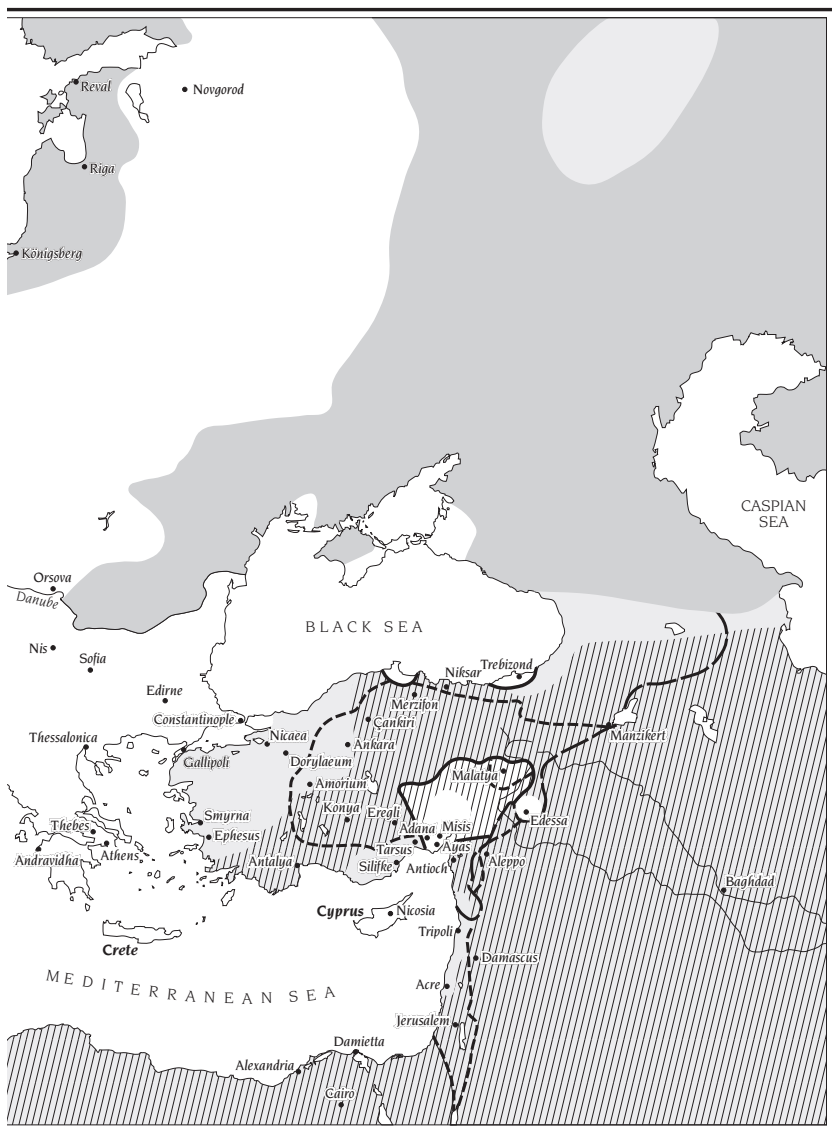 Reval
Novgorod
Riga
Königsberg
CASPIAN
SEA
Orsova
Danube
BLACK SEA
Nis
Sofia
Trebizond
Niksar
Edirne
Merzifon
Constantinople
Çankiri
Manzikert
Thessalonica
Nicaea
Ankara
Gallipoli
Dorylaeum
Malatya
Amorium
Konya
Eregli
Smyrna
Edessa
Thebes
Adana
Misis
Ephesus
Tarsus
Ayas
Andravidha
Athens
Antalya
Silifke
Antioch
Aleppo
Baghdad
Cyprus
Nicosia
Tripoli
Crete
Damascus
MEDITERRANEAN SEA
Acre
Jerusalem
Damietta
Alexandria
Cairo